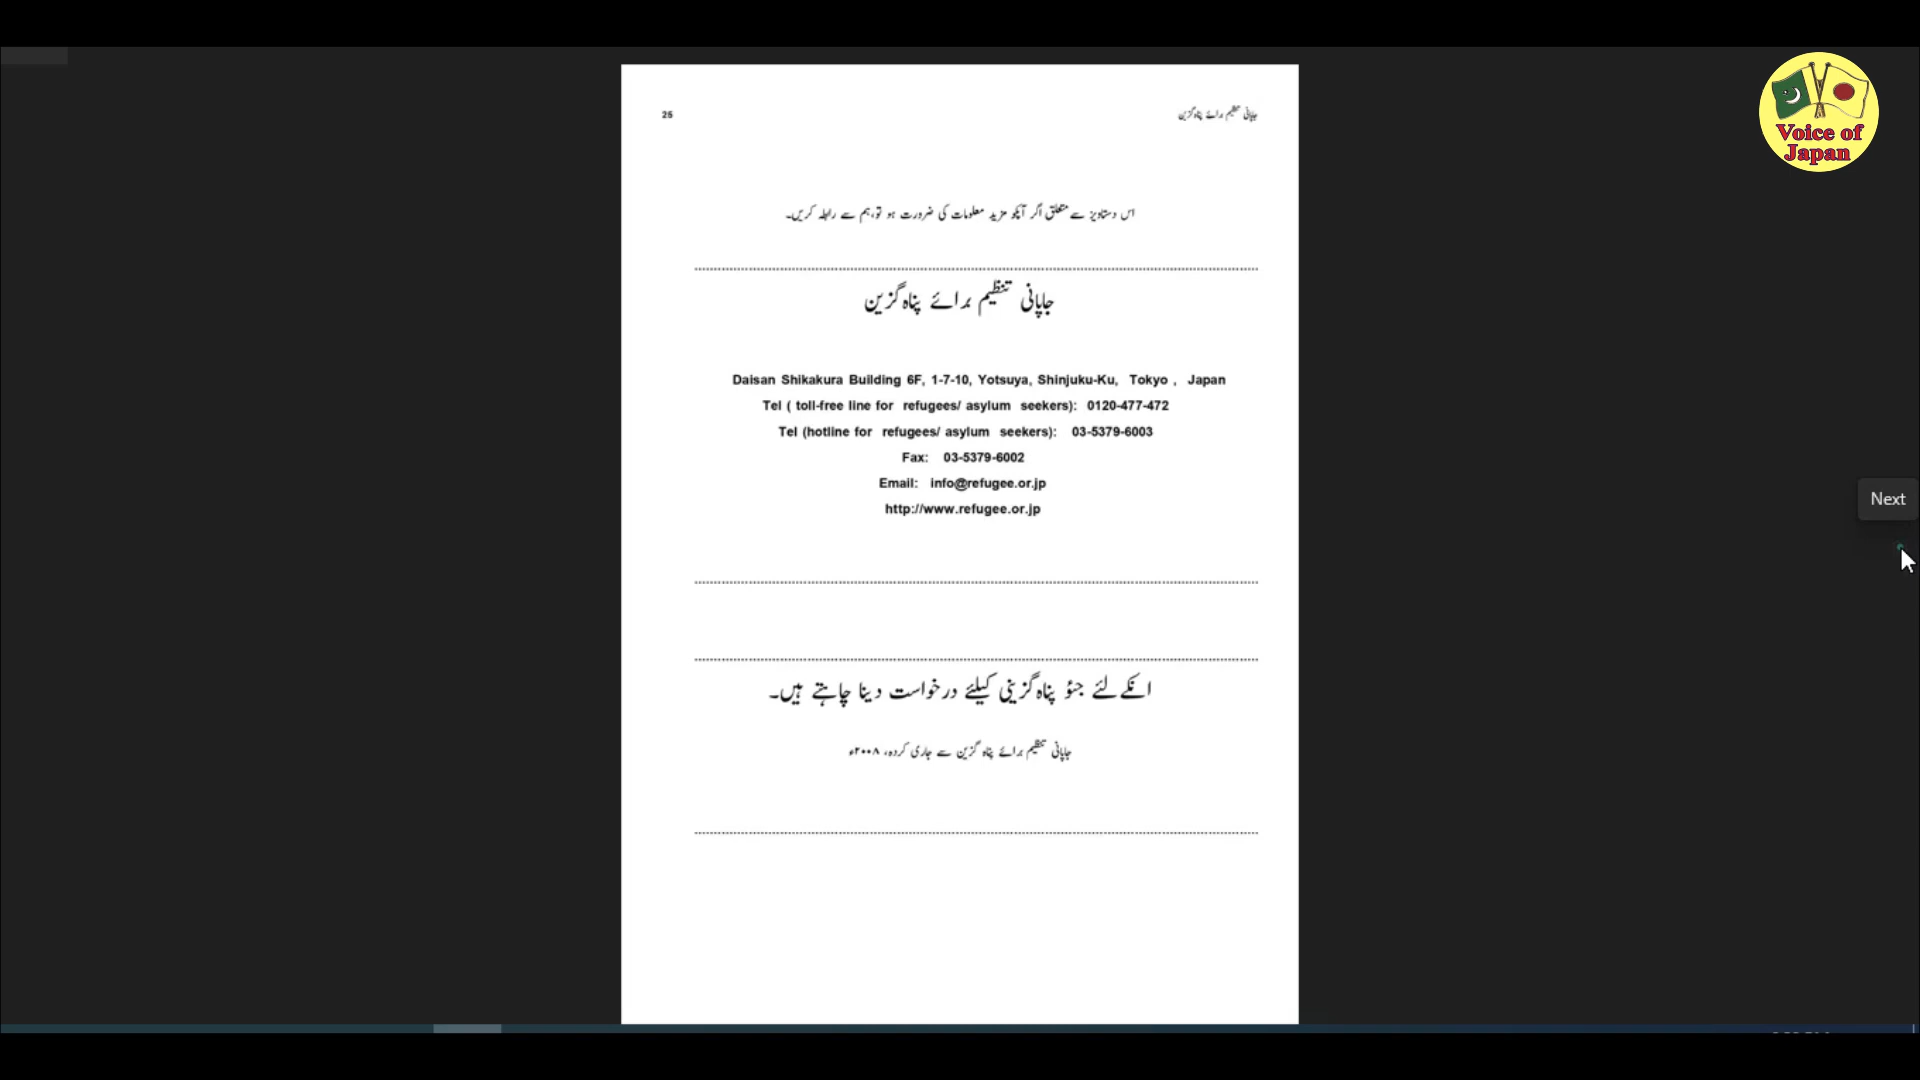 Voice of
Japan
جاپانی تنظیم برائے پناہ گزین
25
اس دستاویز سے متعلق اگر آپکو مزید معلومات کی ضرورت ہو تو،ہم سے رابطہ کریں۔
جاپانی تنظیم برائے پناہ گزین
Daisan Shikakura Building 6F, 1-7-10, Yotsuya, Shinjuku-Ku, Tokyo , Japan
Tel ( toll-free line for refugees/ asylum seekers): 0120-477-472
Tel (hotline for refugees/ asylum seekers): 03-5379-6003
Fax: 03-5379-6002
Email: info@refugee.or.jp
http://www.refugee.or.jp
Next
انکے لئے جئو پناہ گزینی کیلئے درخواست دینا چاہتے ہیں۔
جاپانی تنظیم برائے پناہ گزین سے جاری کردہ، ۲۰۰۸ء